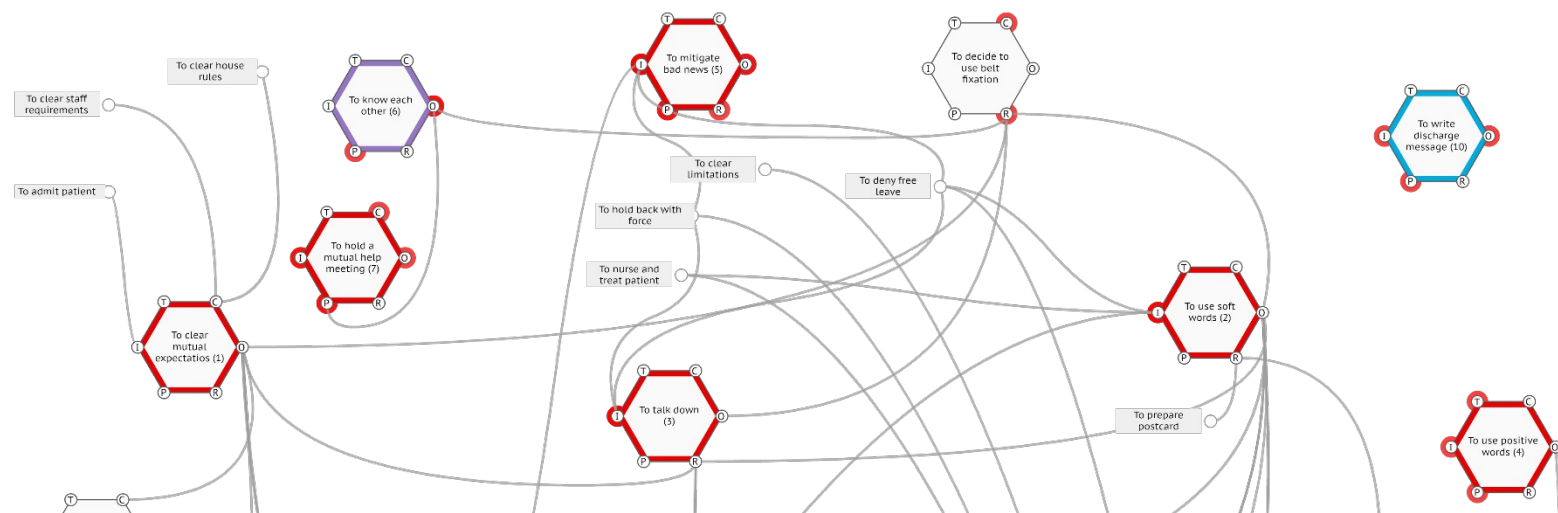 T C
To mitigate
bad news (5)
I O
P R
T C
To decide to
use belt
fixation
I O
P R
To clear house
rules
T C
To know each
other (6)
I O
P R
To clear staff
requirements
T C
To write
discharge
message (10)
I O
P R
To clear
limitations
To deny free
leave
To admit patient
To hold back with
force
T C
To hold a
mutual help
meeting (7)
I O
P R
To nurse and
treat patient
T C
To use soft
words (2)
I O
P R
T C
To clear
mutual
expectatios (1)
I O
P R
T C
To talk down
(3)
I O
P R
To prepare
postcard
T C
To use positive
words (4)
I O
P R
T C